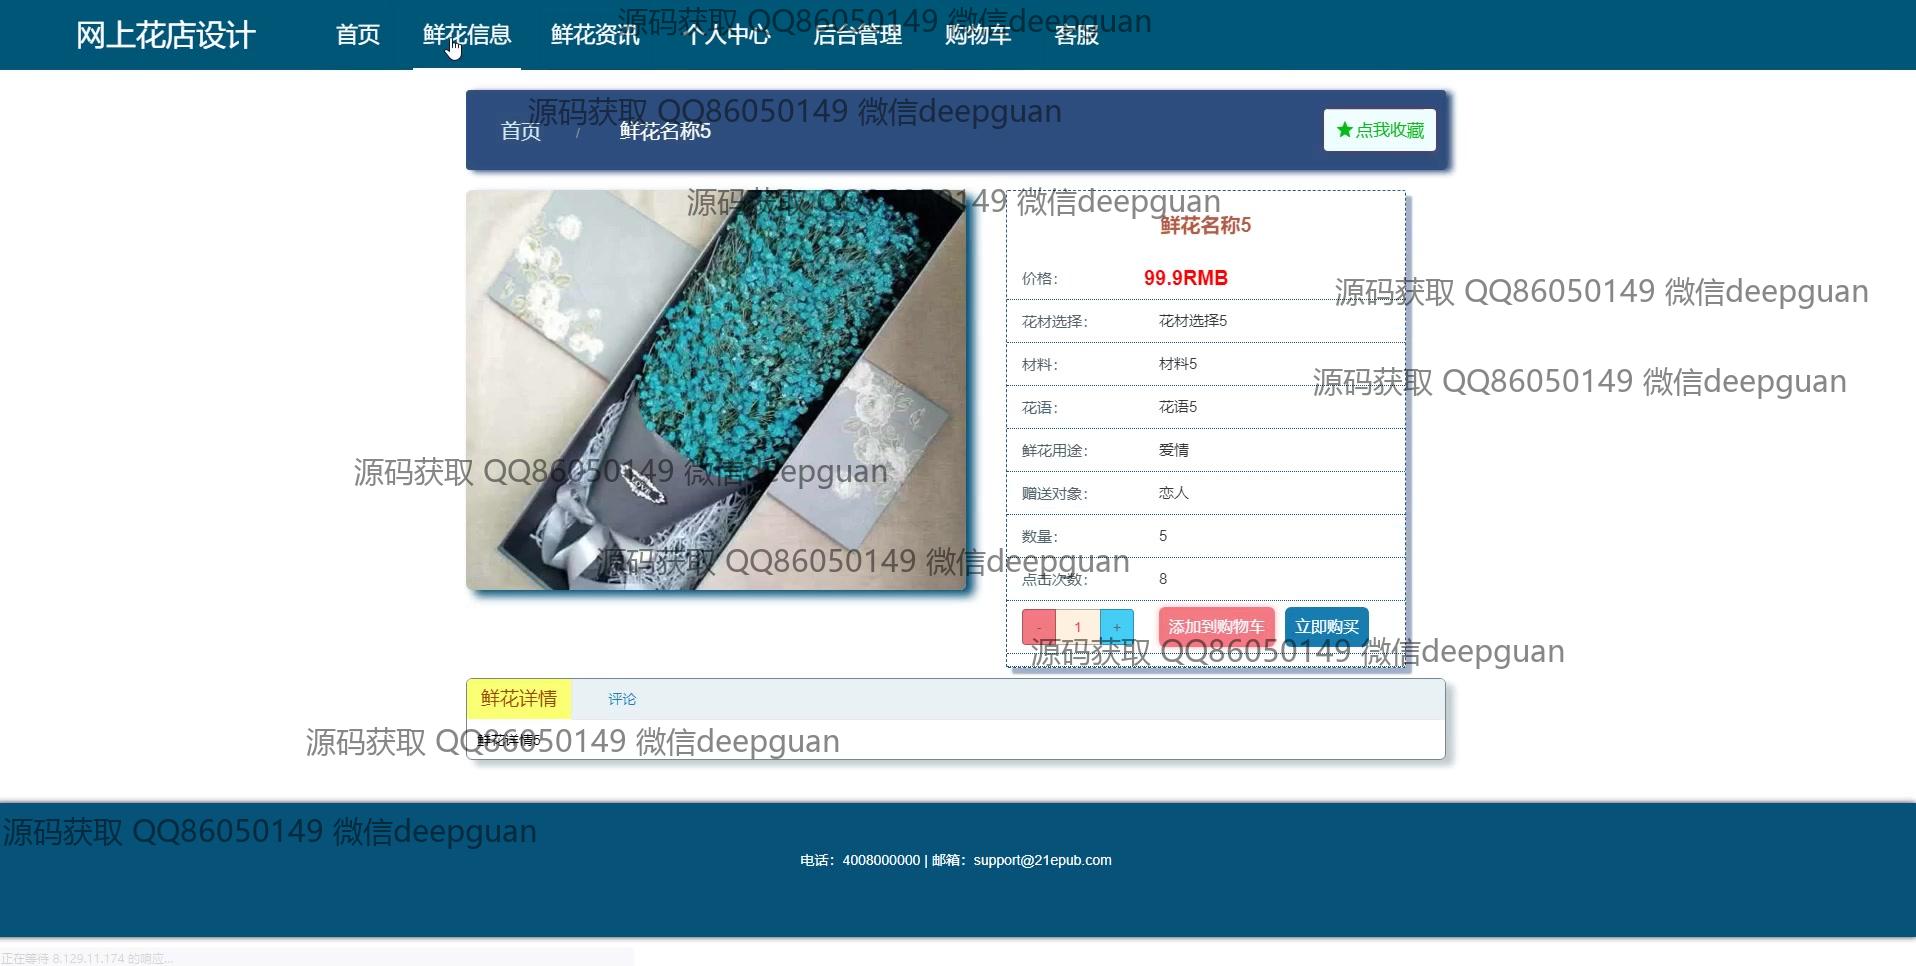 网上花店设计 首页 鲜花信息 鲜花资讯 个人中心 后台管理 购物车 客服
源码获取 QQ86050149 微信deepguan
源码获取 QQ86050149 微信deepguan
首页 / 鲜花名称5 ★点我收藏
源码获取 QQ86050149 微信deepguan
鲜花名称5
价格： 99.9RMB
源码获取 QQ86050149 微信deepguan
花材选择： 花材选择5
材料： 材料5
源码获取 QQ86050149 微信deepguan
花语： 花语5
鲜花用途： 爱情
源码获取 QQ86050149 微信deepguan
LOVE
赠送对象： 恋人
数量： 5
源码获取 QQ86050149 微信deepguan
点击次数： 8
- 1 + 添加到购物车 立即购买
源码获取 QQ86050149 微信deepguan
鲜花详情 评论
鲜花详情5
源码获取 QQ86050149 微信deepguan
源码获取 QQ86050149 微信deepguan
电话：4008000000 | 邮箱：support@21epub.com
正在等待 8.129.11.174 的响应...